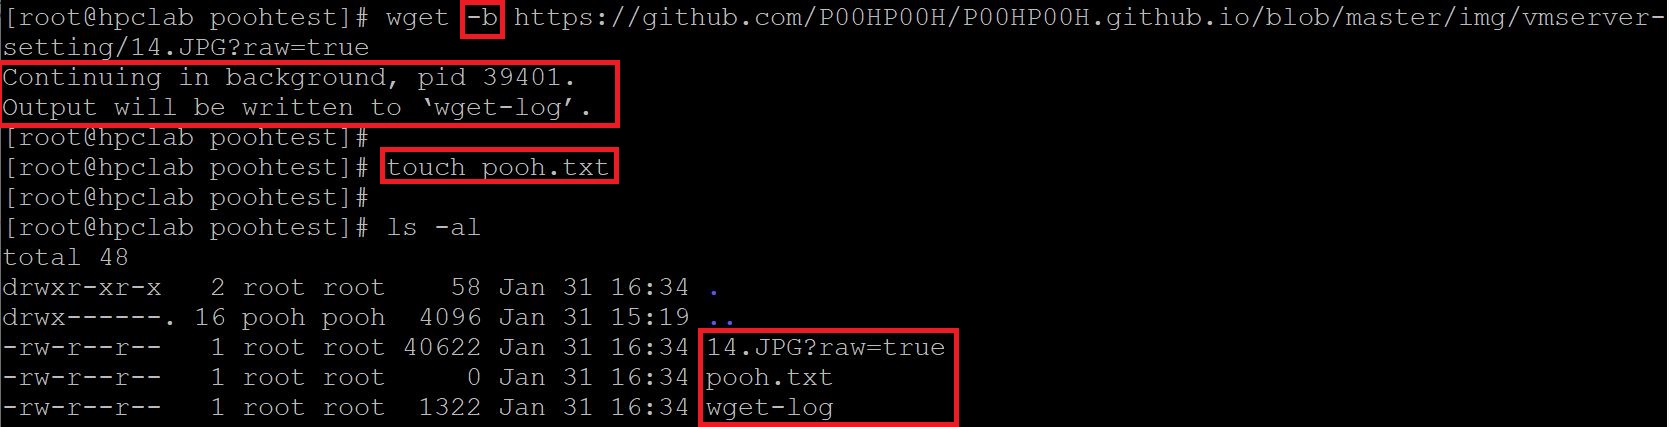 [root@hpclab poohtest]# wget -b https://github.com/P00HP00H/P00HP00H.github.io/blob/master/img/vmserver-
setting/14.JPG?raw=true
Continuing in background, pid 39401.
Output will be written to ‘wget-log’.
[root@hpclab poohtest]#
[root@hpclab poohtest]# touch pooh.txt
[root@hpclab poohtest]#
[root@hpclab poohtest]# ls -al
total 48
drwxr-xr-x   2 root root    58 Jan 31 16:34 .
drwx------. 16 pooh pooh  4096 Jan 31 15:19 ..
-rw-r--r--   1 root root 40622 Jan 31 16:34 14.JPG?raw=true
-rw-r--r--   1 root root     0 Jan 31 16:34 pooh.txt
-rw-r--r--   1 root root  1322 Jan 31 16:34 wget-log